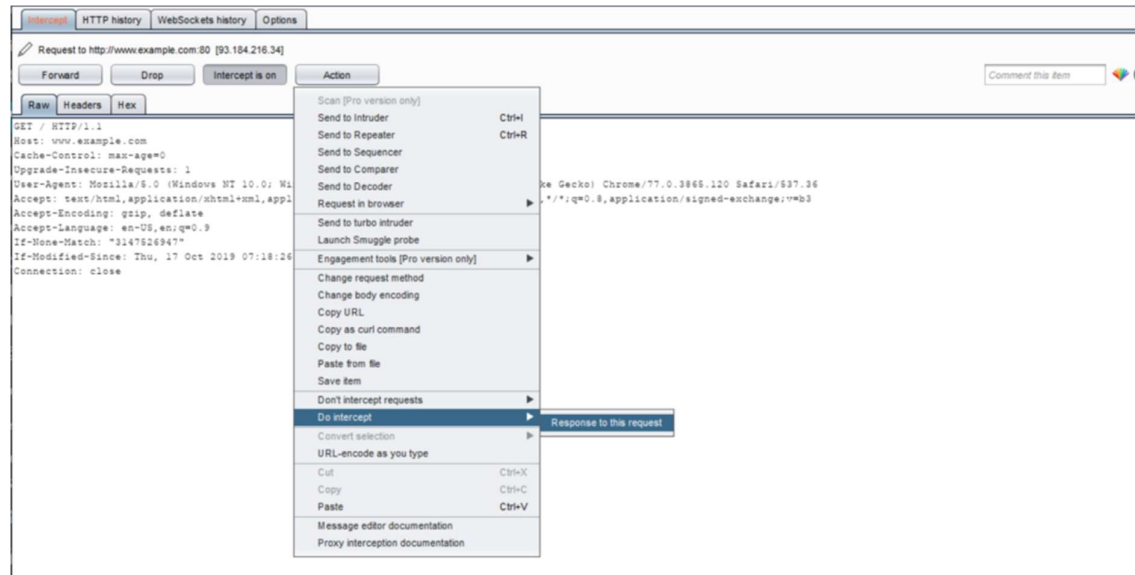 Intercept HTTP history WebSockets history Options
Request to http://www.example.com:80 [93.184.216.34]
Forward Drop Intercept is on Action Comment this item
Raw Headers Hex
GET / HTTP/1.1
Host: www.example.com
Cache-Control: max-age=0
Upgrade-Insecure-Requests: 1
User-Agent: Mozilla/5.0 (Windows NT 10.0; Wi ke Gecko) Chrome/77.0.3865.120 Safari/537.36
Accept: text/html,application/xhtml+xml,appl ,*/*;q=0.8,application/signed-exchange;v=b3
Accept-Encoding: gzip, deflate
Accept-Language: en-US,en;q=0.9
If-None-Match: "3147526947"
If-Modified-Since: Thu, 17 Oct 2019 07:18:26
Connection: close
Scan [Pro version only]
Send to Intruder Ctrl+I
Send to Repeater Ctrl+R
Send to Sequencer
Send to Comparer
Send to Decoder
Request in browser
Send to turbo intruder
Launch Smuggle probe
Engagement tools [Pro version only]
Change request method
Change body encoding
Copy URL
Copy as curl command
Copy to file
Paste from file
Save item
Don't intercept requests
Do intercept Response to this request
Convert selection
URL-encode as you type
Cut Ctrl+X
Copy Ctrl+C
Paste Ctrl+V
Message editor documentation
Proxy interception documentation